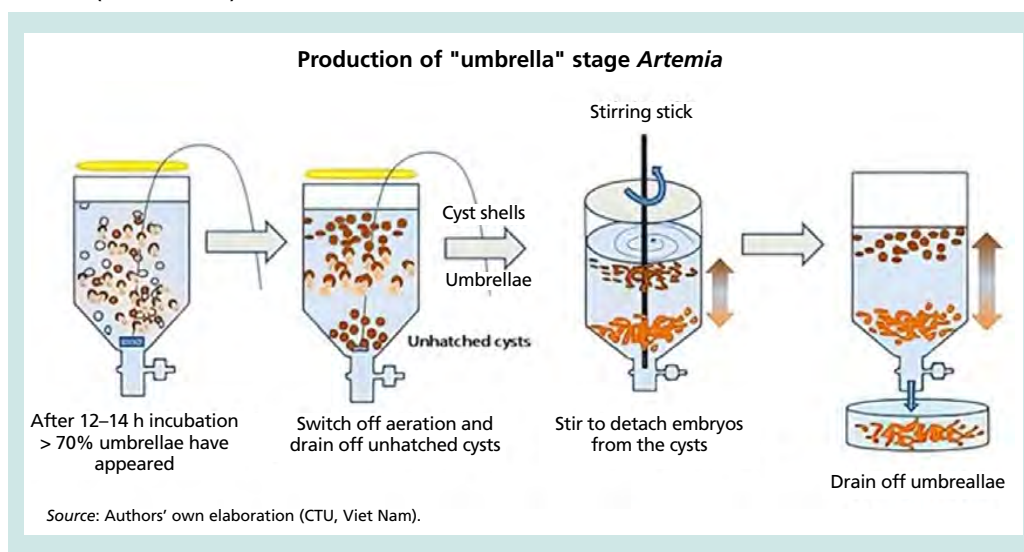 Production of "umbrella" stage Artemia
Stirring stick
Cyst shells
Umbrellae
Unhatched cysts
After 12–14 h incubation
> 70% umbrellae have
appeared
Switch off aeration and
drain off unhatched cysts
Stir to detach embryos
from the cysts
Drain off umbreallae
Source: Authors' own elaboration (CTU, Viet Nam).